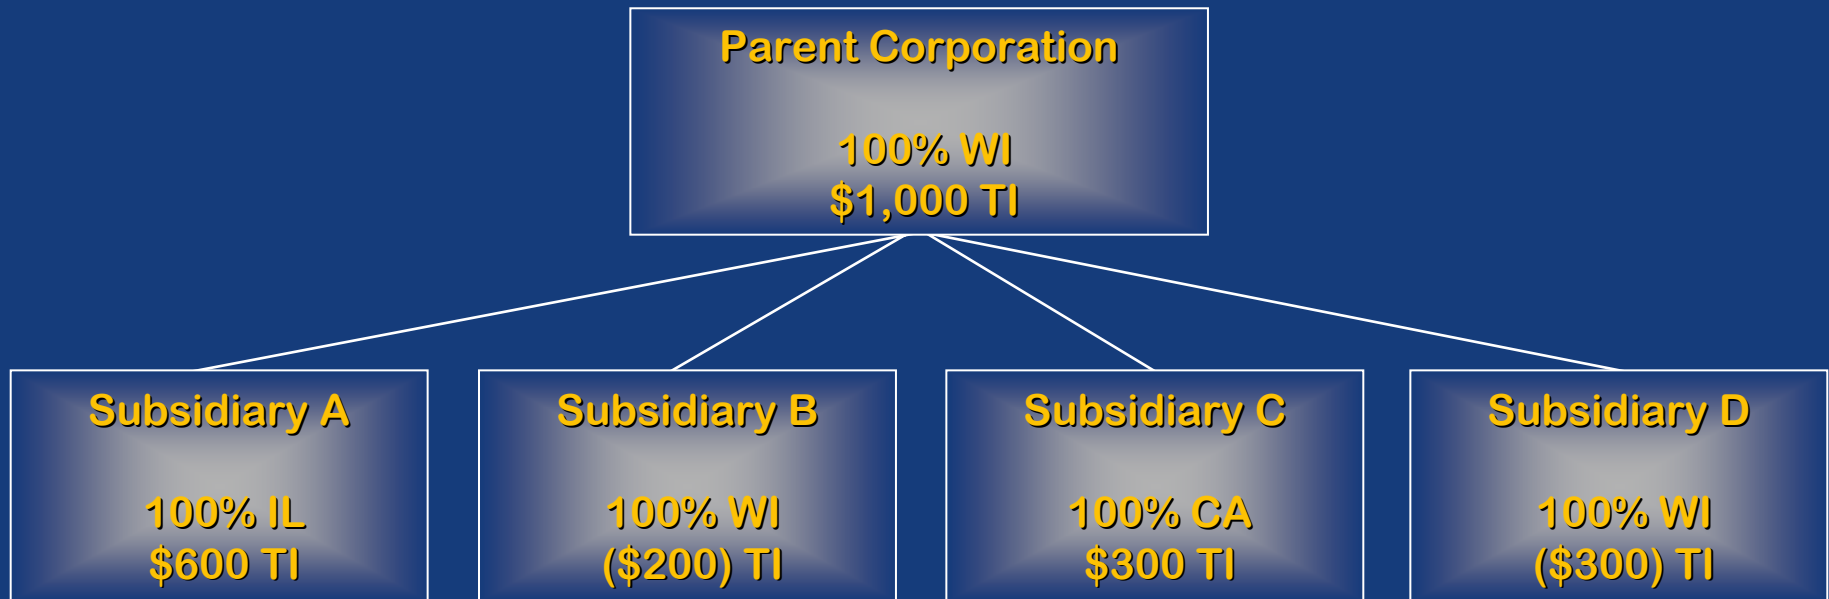 Parent Corporation
100% WI
$1,000 TI
Subsidiary A
100% IL
$600 TI
Subsidiary B
100% WI
($200) TI
Subsidiary C
100% CA
$300 TI
Subsidiary D
100% WI
($300) TI